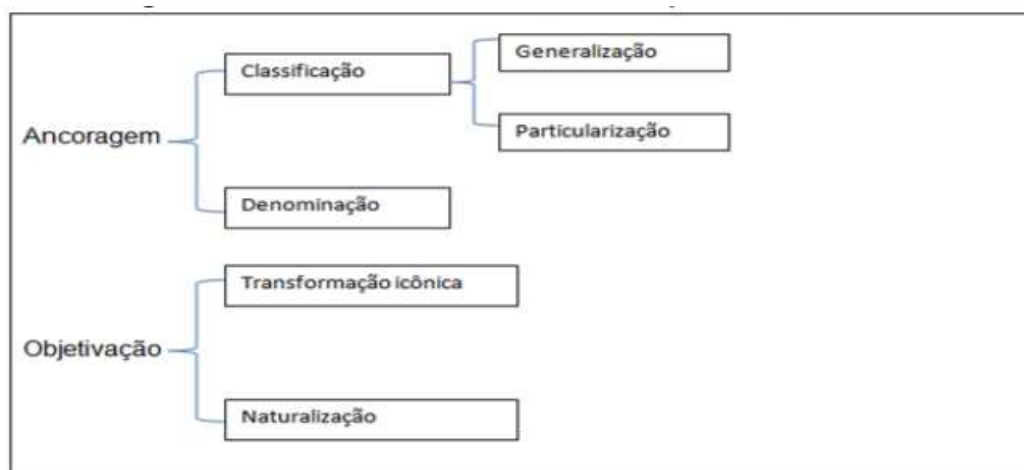 Generalização
Classificação
Particularização
Ancoragem
Denominação
Transformação icônica
Objetivação
Naturalização